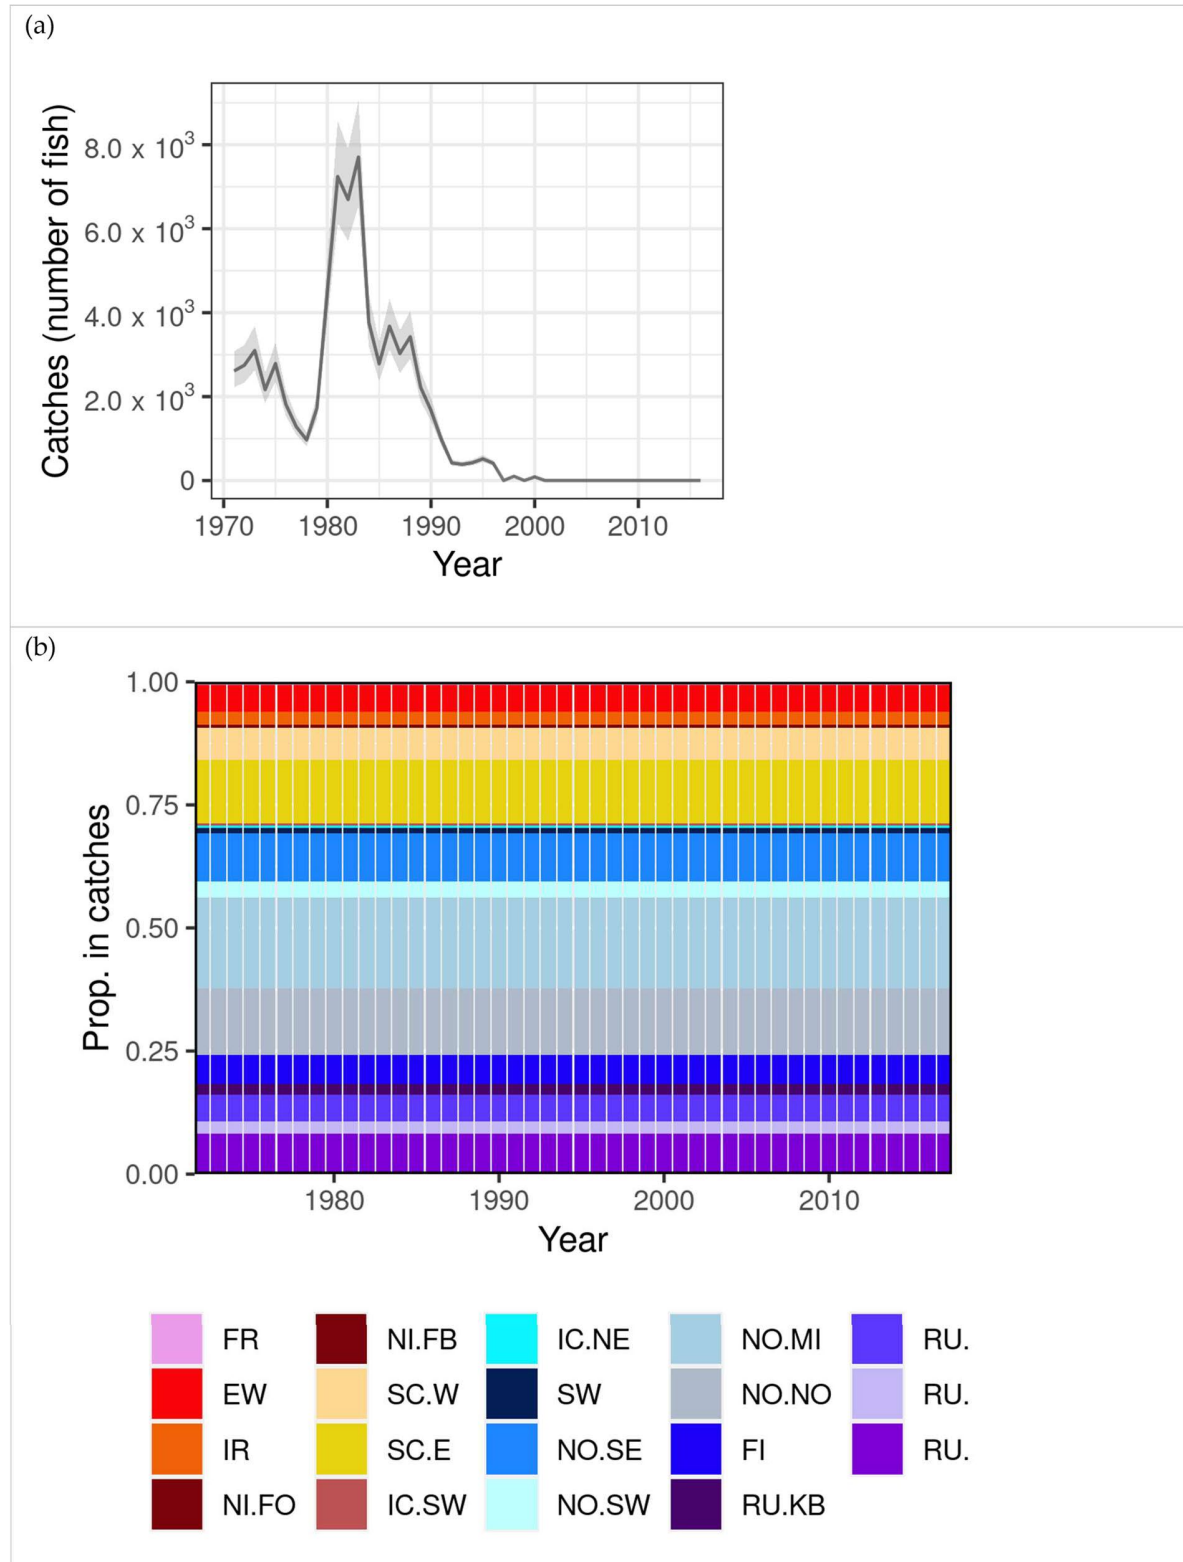 (a)
Catches (number of fish)
8.0 x 10³
6.0 x 10³
4.0 x 10³
2.0 x 10³
0
1970 1980 1990 2000 2010
Year
(b)
Prop. in catches
1.00
0.75
0.50
0.25
0.00
1980 1990 2000 2010
Year
FR NI.FB IC.NE NO.MI RU.
EW SC.W SW NO.NO RU.
IR SC.E NO.SE FI RU.
NI.FO IC.SW NO.SW RU.KB